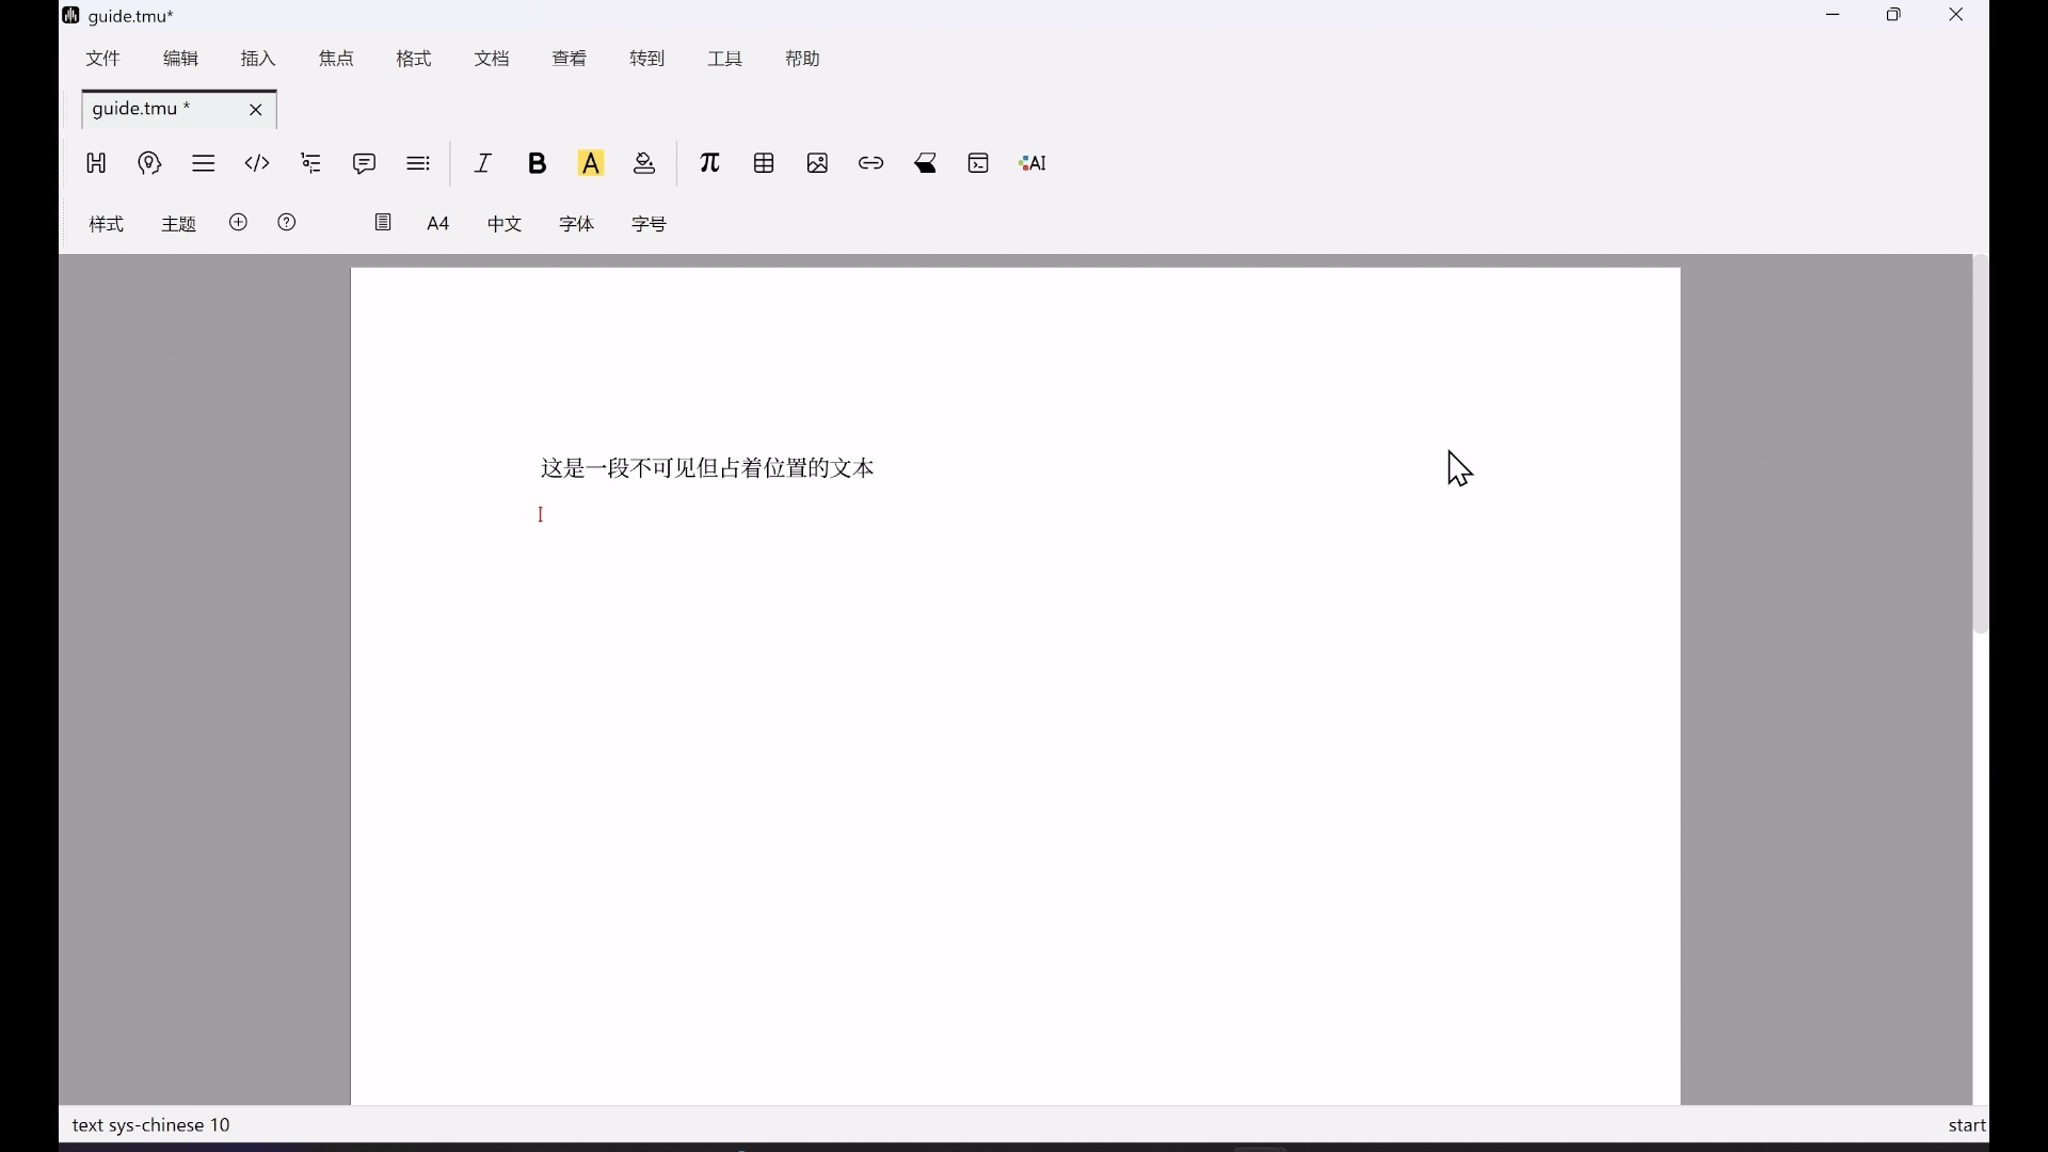 guide.tmu*
文件 编辑 插入 焦点 格式 文档 查看 转到 工具 帮助
guide.tmu *
H </> I B A π AI
样式 主题 A4 中文 字体 字号
这是一段不可见但占着位置的文本
text sys-chinese 10 start